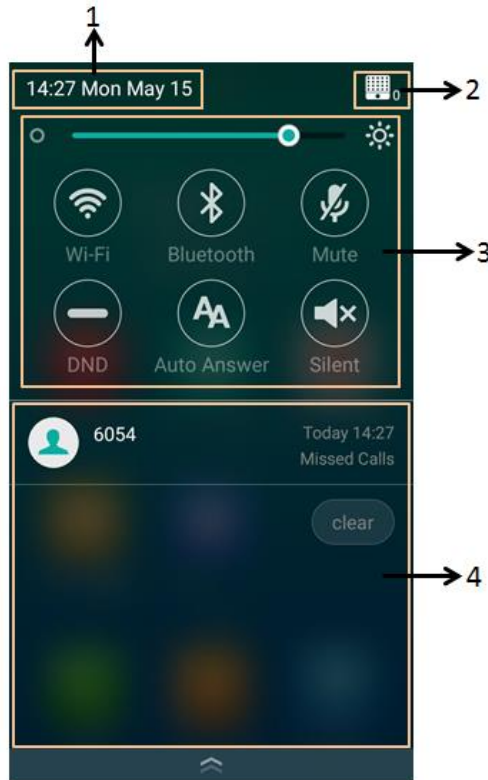 1
14:27 Mon May 15
0
2
Wi-Fi Bluetooth Mute
3
DND Auto Answer Silent
6054 Today 14:27
Missed Calls
clear
4